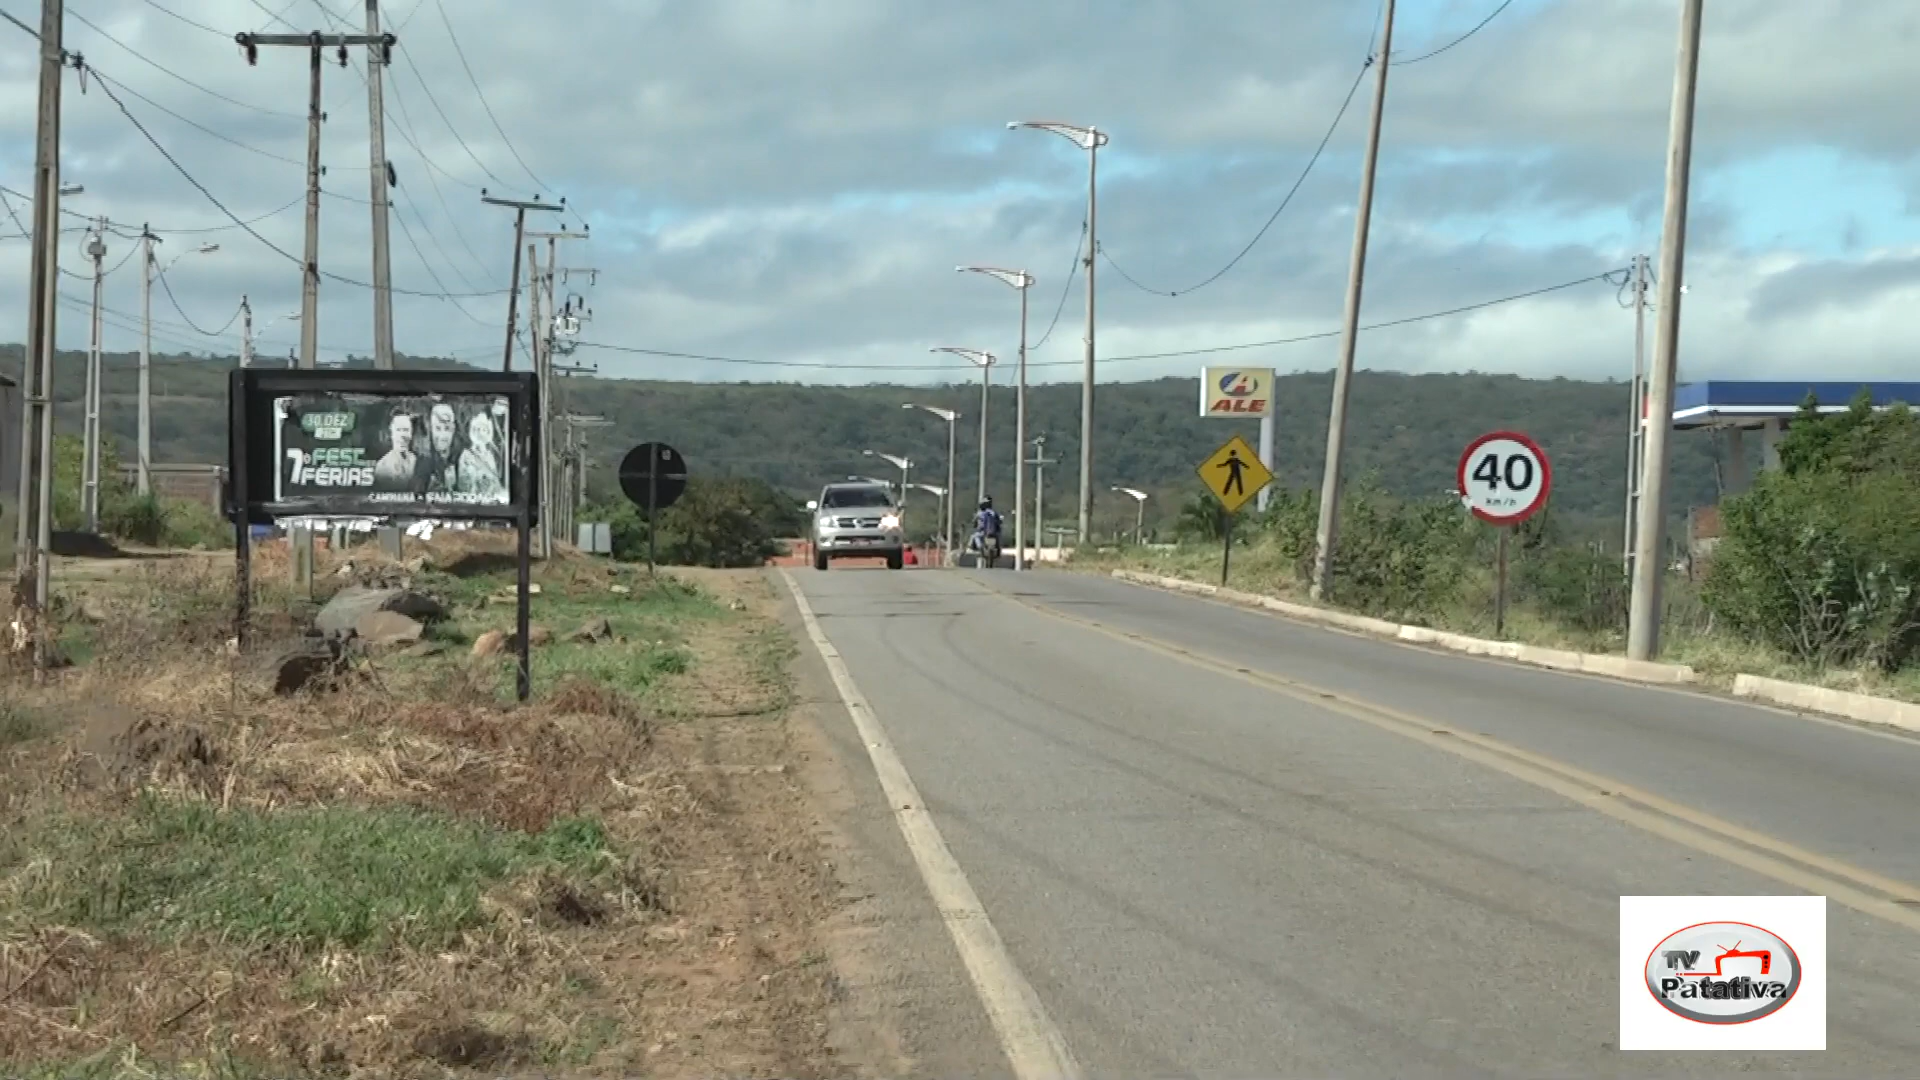 30.DEZ
7º FEST
FÉRIAS
ALE
40
km/h
TV
Patativa